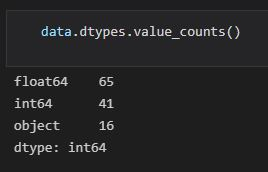 data.dtypes.value_counts()
float64    65
int64      41
object     16
dtype: int64